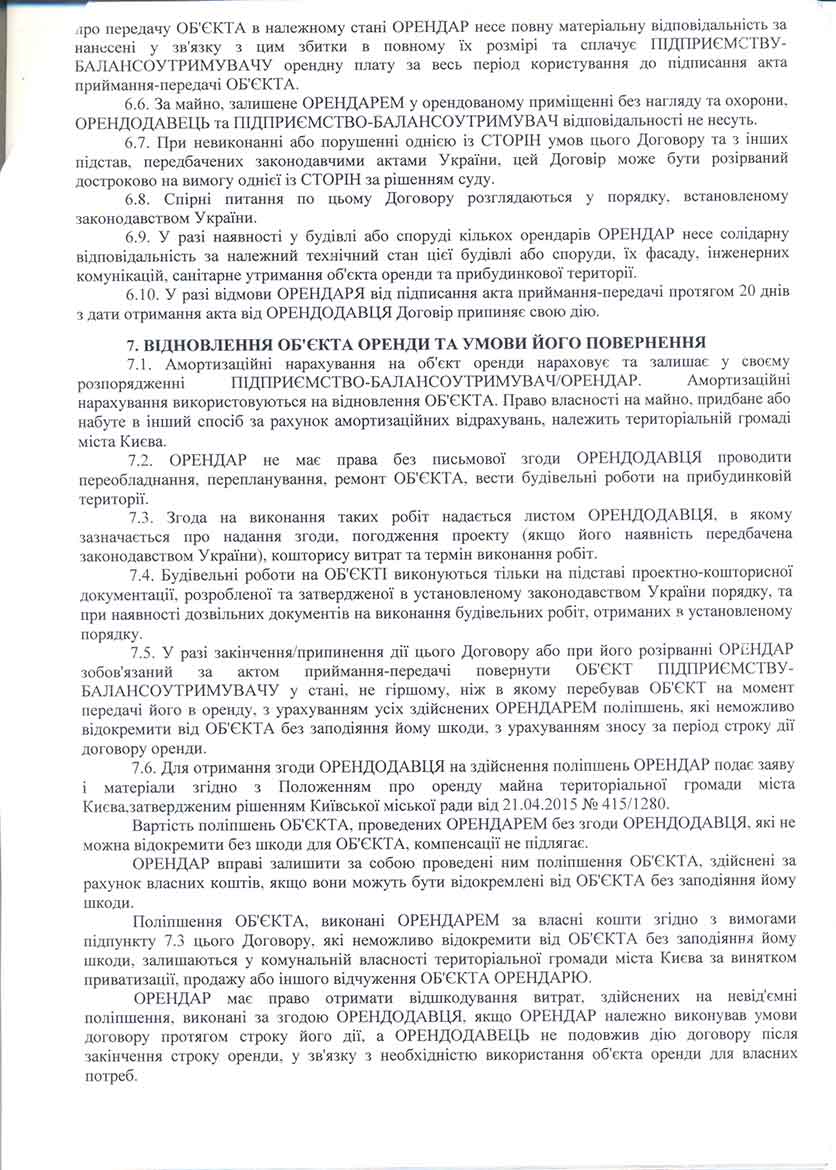 про передачу ОБ'ЄКТА в належному стані ОРЕНДАР несе повну матеріальну відповідальність за
нанесені у зв'язку з цим збитки в повному їх розмірі та сплачує ПІДПРИЄМСТВУ-
БАЛАНСОУТРИМУВАЧУ орендну плату за весь період користування до підписання акта
приймання-передачі ОБ'ЄКТА.
6.6. За майно, залишене ОРЕНДАРЕМ у орендованому приміщенні без нагляду та охорони,
ОРЕНДОДАВЕЦЬ та ПІДПРИЄМСТВО-БАЛАНСОУТРИМУВАЧ відповідальності не несуть.
6.7. При невиконанні або порушенні однією із СТОРІН умов цього Договору та з інших
підстав, передбачених законодавчими актами України, цей Договір може бути розірваний
достроково на вимогу однієї із СТОРІН за рішенням суду.
6.8. Спірні питання по цьому Договору розглядаються у порядку, встановленому
законодавством України.
6.9. У разі наявності у будівлі або споруді кількох орендарів ОРЕНДАР несе солідарну
відповідальність за належний технічний стан цієї будівлі або споруди, їх фасаду, інженерних
комунікацій, санітарне утримання об'єкта оренди та прибудинкової території.
6.10. У разі відмови ОРЕНДАРЯ від підписання акта приймання-передачі протягом 20 днів
з дати отримання акта від ОРЕНДОДАВЦЯ Договір припиняє свою дію.
7. ВІДНОВЛЕННЯ ОБ'ЄКТА ОРЕНДИ ТА УМОВИ ЙОГО ПОВЕРНЕННЯ
7.1. Амортизаційні нарахування на об'єкт оренди нараховує та залишає у своєму
розпорядженні ПІДПРИЄМСТВО-БАЛАНСОУТРИМУВАЧ/ОРЕНДАР. Амортизаційні
нарахування використовуються на відновлення ОБ'ЄКТА. Право власності на майно, придбане або
набуте в інший спосіб за рахунок амортизаційних відрахувань, належить територіальній громаді
міста Києва.
7.2. ОРЕНДАР не має права без письмової згоди ОРЕНДОДАВЦЯ проводити
переобладнання, перепланування, ремонт ОБ'ЄКТА, вести будівельні роботи на прибудинковій
території.
7.3. Згода на виконання таких робіт надається листом ОРЕНДОДАВЦЯ, в якому
зазначається про надання згоди, погодження проекту (якщо його наявність передбачена
законодавством України), кошторису витрат та термін виконання робіт.
7.4. Будівельні роботи на ОБ'ЄКТІ виконуються тільки на підставі проектно-кошторисної
документації, розробленої та затвердженої в установленому законодавством України порядку, та
при наявності дозвільних документів на виконання будівельних робіт, отриманих в установленому
порядку.
7.5. У разі закінчення/припинення дії цього Договору або при його розірванні ОРЕНДАР
зобов'язаний за актом приймання-передачі повернути ОБ'ЄКТ ПІДПРИЄМСТВУ-
БАЛАНСОУТРИМУВАЧУ у стані, не гіршому, ніж в якому перебував ОБ'ЄКТ на момент
передачі його в оренду, з урахуванням усіх здійснених ОРЕНДАРЕМ поліпшень, які неможливо
відокремити від ОБ'ЄКТА без заподіяння йому шкоди, з урахуванням зносу за період строку дії
договору оренди.
7.6. Для отримання згоди ОРЕНДОДАВЦЯ на здійснення поліпшень ОРЕНДАР подає заяву
і матеріали згідно з Положенням про оренду майна територіальної громади міста
Києва,затвердженим рішенням Київської міської ради від 21.04.2015 № 415/1280.
Вартість поліпшень ОБ'ЄКТА, проведених ОРЕНДАРЕМ без згоди ОРЕНДОДАВЦЯ, які не
можна відокремити без шкоди для ОБ'ЄКТА, компенсації не підлягає.
ОРЕНДАР вправі залишити за собою проведені ним поліпшення ОБ'ЄКТА, здійснені за
рахунок власних коштів, якщо вони можуть бути відокремлені від ОБ'ЄКТА без заподіяння йому
шкоди.
Поліпшення ОБ'ЄКТА, виконані ОРЕНДАРЕМ за власні кошти згідно з вимогами
підпункту 7.3 цього Договору, які неможливо відокремити від ОБ'ЄКТА без заподіяння йому
шкоди, залишаються у комунальній власності територіальної громади міста Києва за винятком
приватизації, продажу або іншого відчуження ОБ'ЄКТА ОРЕНДАРЮ.
ОРЕНДАР має право отримати відшкодування витрат, здійснених на невід'ємні
поліпшення, виконані за згодою ОРЕНДОДАВЦЯ, якщо ОРЕНДАР належно виконував умови
договору протягом строку його дії, а ОРЕНДОДАВЕЦЬ не подовжив дію договору після
закінчення строку оренди, у зв'язку з необхідністю використання об'єкта оренди для власних
потреб.